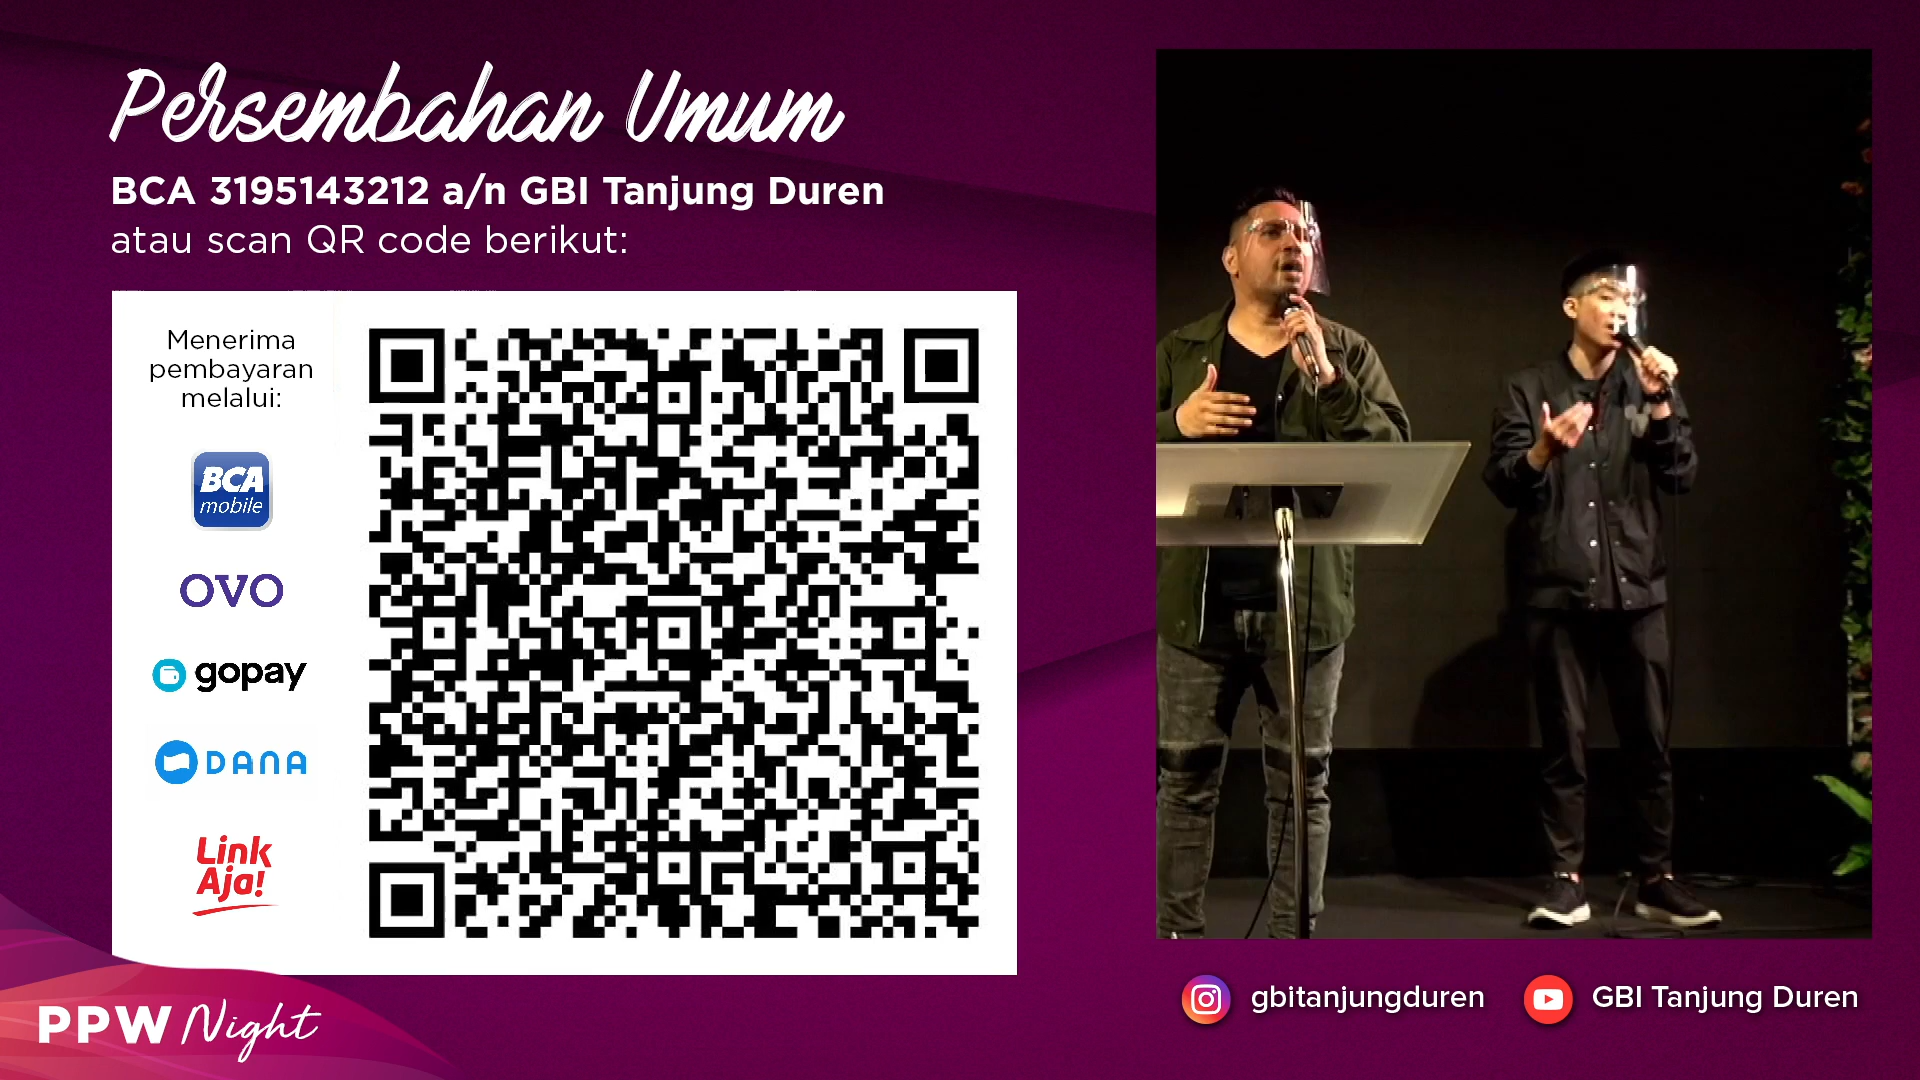 Persembahan Umum
BCA 3195143212 a/n GBI Tanjung Duren
atau scan QR code berikut:
Menerima
pembayaran
melalui:
BCA
mobile
OVO
gopay
DANA
Link
Aja!
PPW Night
gbitanjungduren
GBI Tanjung Duren